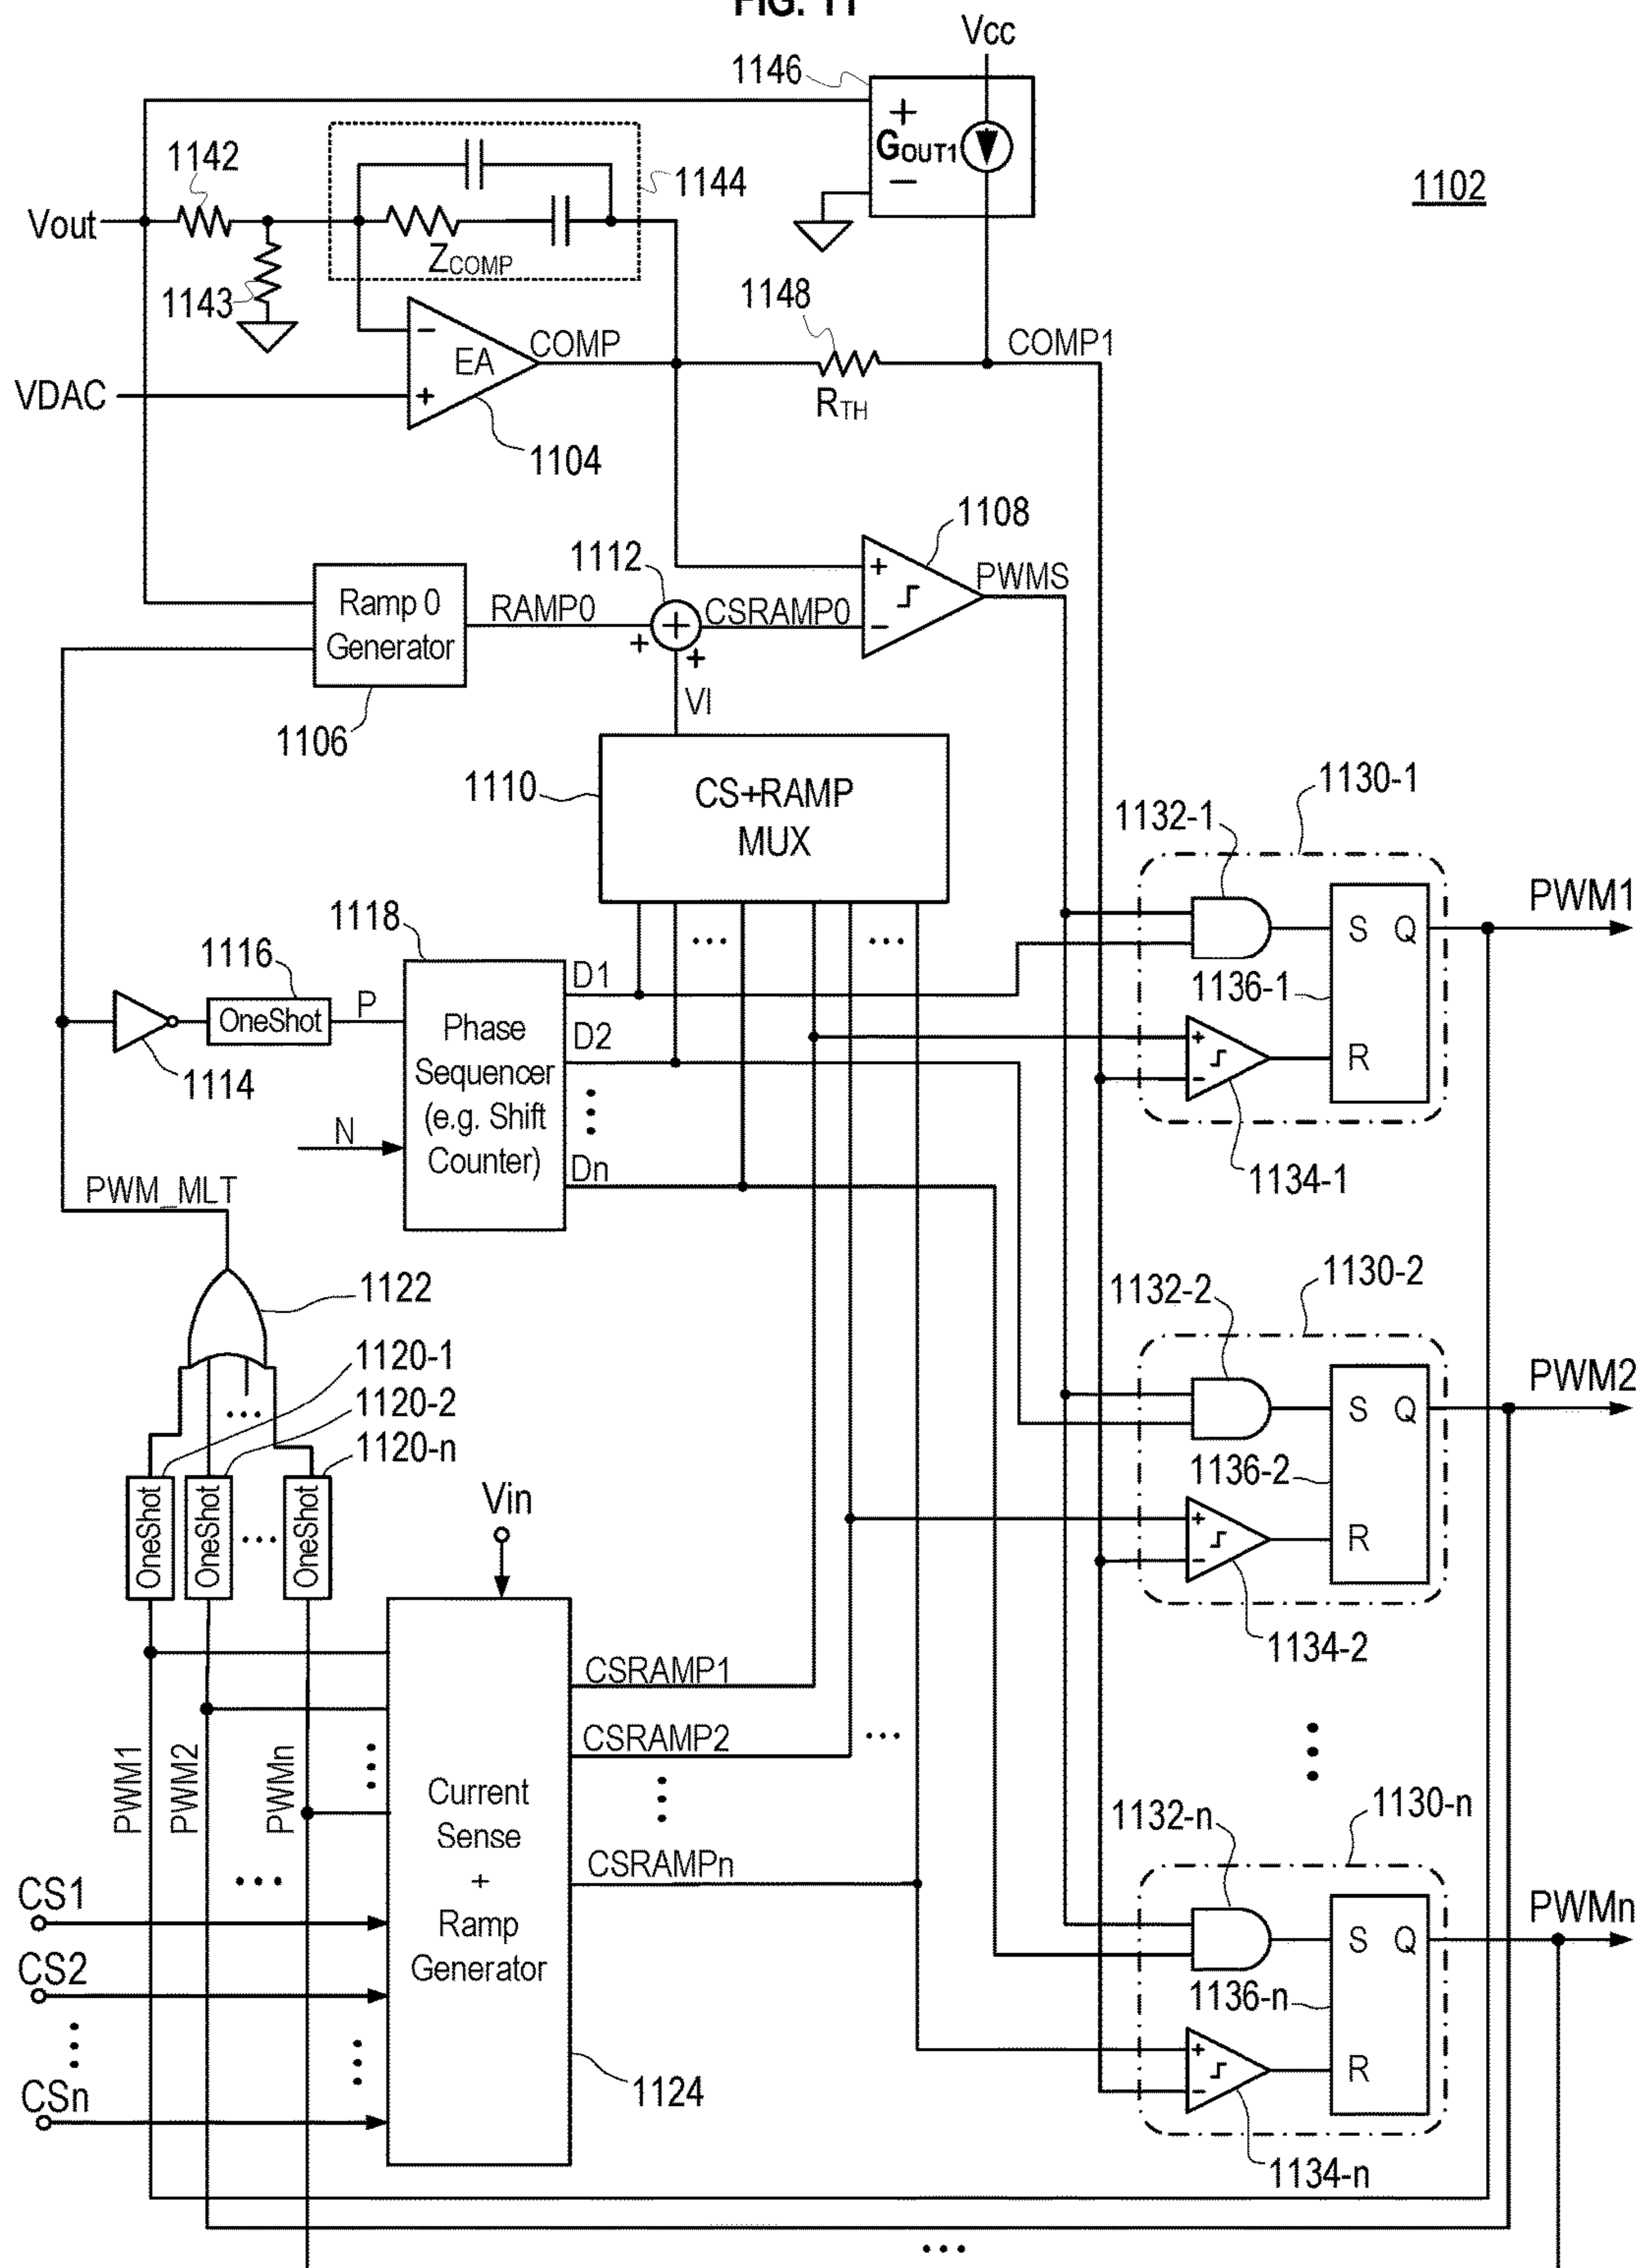 FIG. 11
Vcc
1146
+
GOUT1
−
1102
1142
1144
Vout
ZCOMP
1143
1148
−
EA
COMP
COMP1
VDAC
+
RTH
1104
1108
1112
+
PWMS
Ramp 0
Generator
RAMP0
+
CSRAMP0
−
+
+
VI
1106
1110
CS+RAMP
MUX
1130-1
1132-1
PWM1
1118
...
...
S Q
1116
D1
1136-1
OneShot
P
Phase
Sequencer
(e.g. Shift
Counter)
D2
+
R
1114
−
N
Dn
1134-1
PWM_MLT
1130-2
1132-2
1122
PWM2
1120-1
S Q
1120-2
...
1136-2
1120-n
OneShot
OneShot
...
OneShot
Vin
+
R
−
1134-2
CSRAMP1
...
CSRAMP2
PWM1
PWM2
PWMn
Current
Sense
+
Ramp
Generator
1130-n
1132-n
CSRAMPn
...
CS1
PWMn
S Q
CS2
1136-n
+
R
−
1124
CSn
1134-n
...